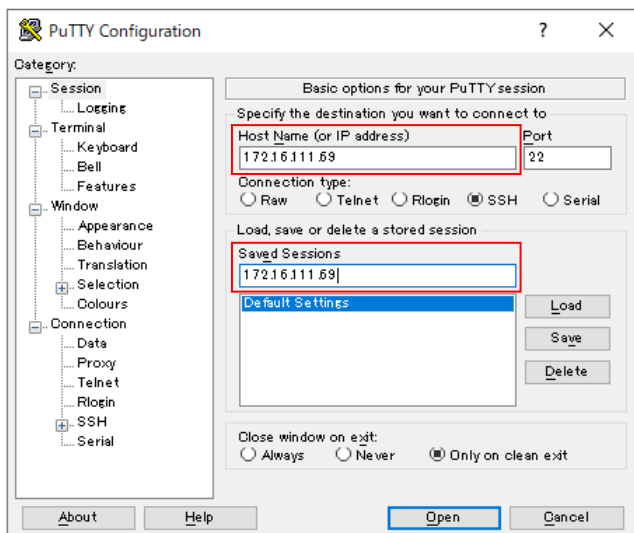 PuTTY Configuration ? ×
Category:
Session
Logging
Terminal
Keyboard
Bell
Features
Window
Appearance
Behaviour
Translation
Selection
Colours
Connection
Data
Proxy
Telnet
Rlogin
SSH
Serial
Basic options for your PuTTY session
Specify the destination you want to connect to
Host Name (or IP address) Port
172.16.111.69 22
Connection type:
Raw Telnet Rlogin SSH Serial
Load, save or delete a stored session
Saved Sessions
172.16.111.69
Default Settings
Load
Save
Delete
Close window on exit:
Always Never Only on clean exit
About Help Open Cancel